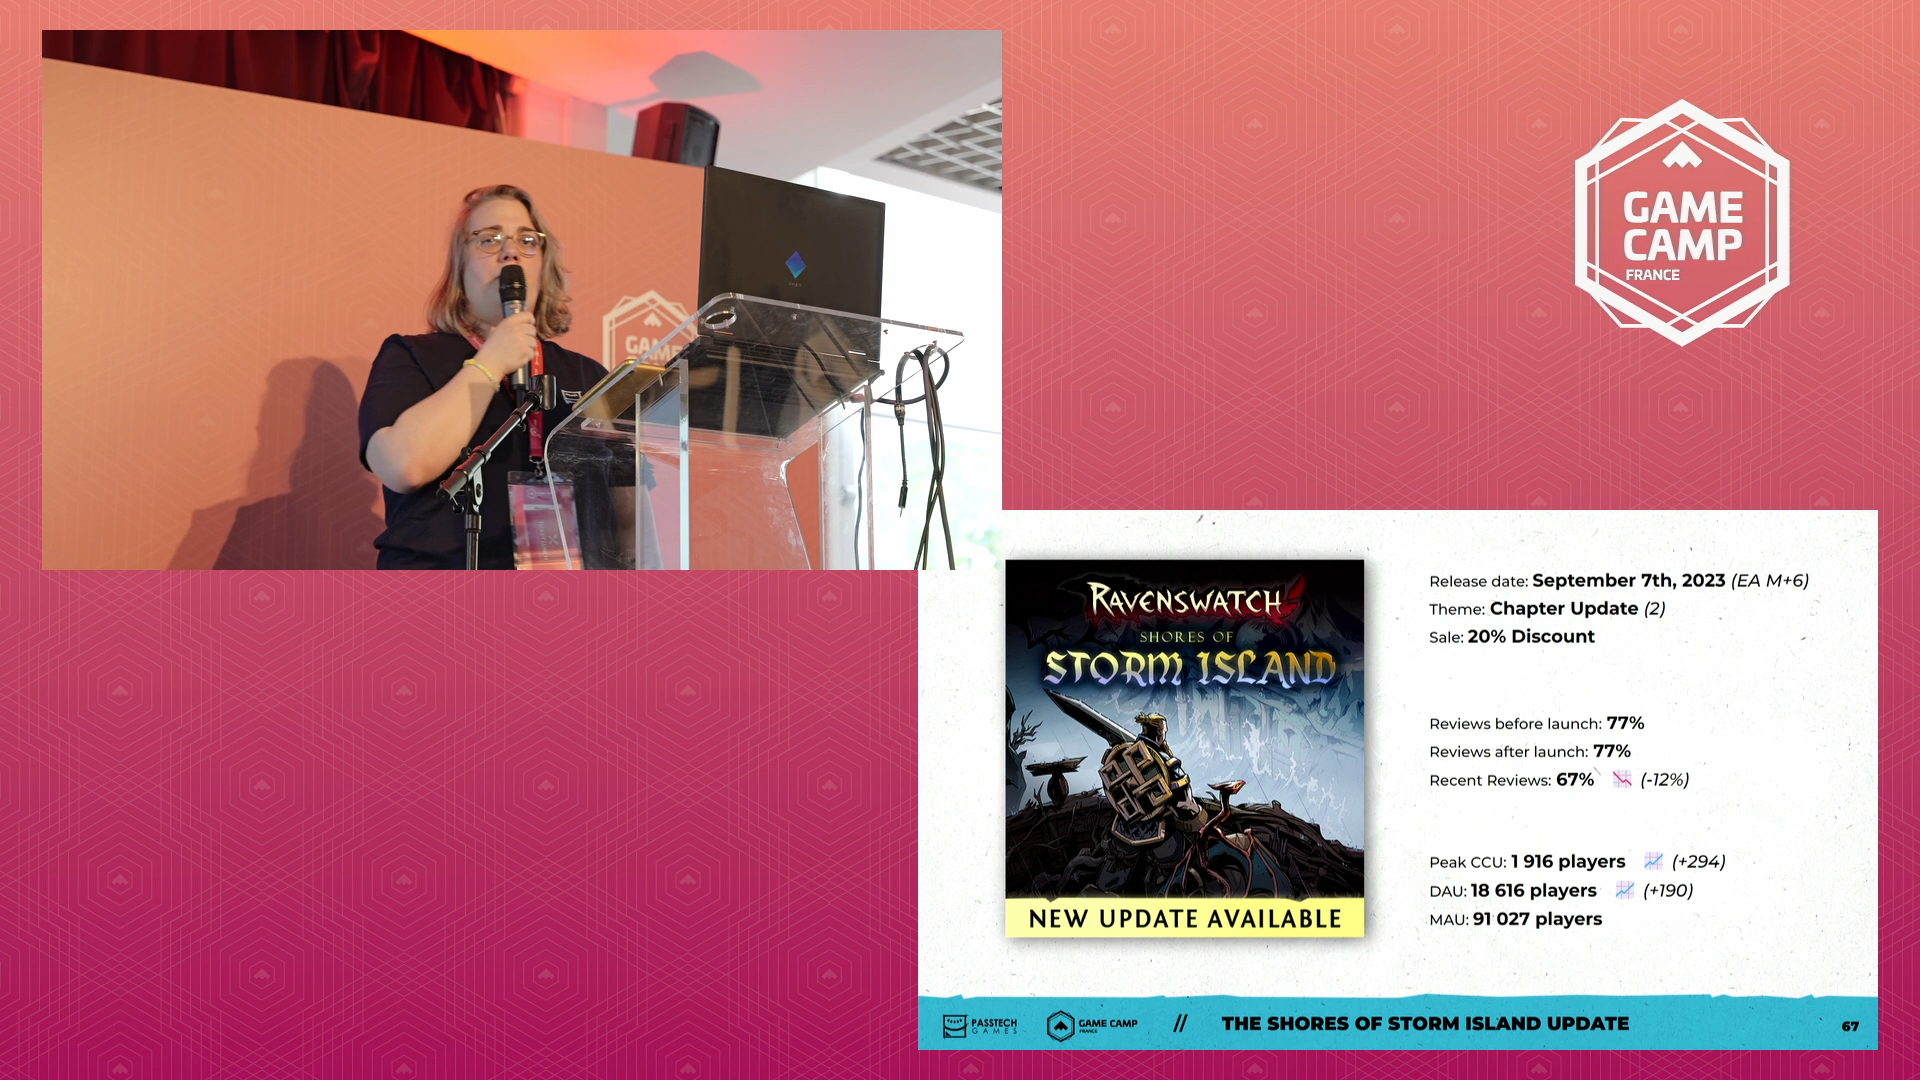 GAME
CAMP
FRANCE
GAME
RAVENSWATCH
SHORES OF
STORM ISLAND
NEW UPDATE AVAILABLE
Release date: September 7th, 2023 (EA M+6)
Theme: Chapter Update (2)
Sale: 20% Discount
Reviews before launch: 77%
Reviews after launch: 77%
Recent Reviews: 67% (-12%)
Peak CCU: 1 916 players (+294)
DAU: 18 616 players (+190)
MAU: 91 027 players
PASSTECH
GAMES
GAME CAMP
FRANCE
// THE SHORES OF STORM ISLAND UPDATE
67